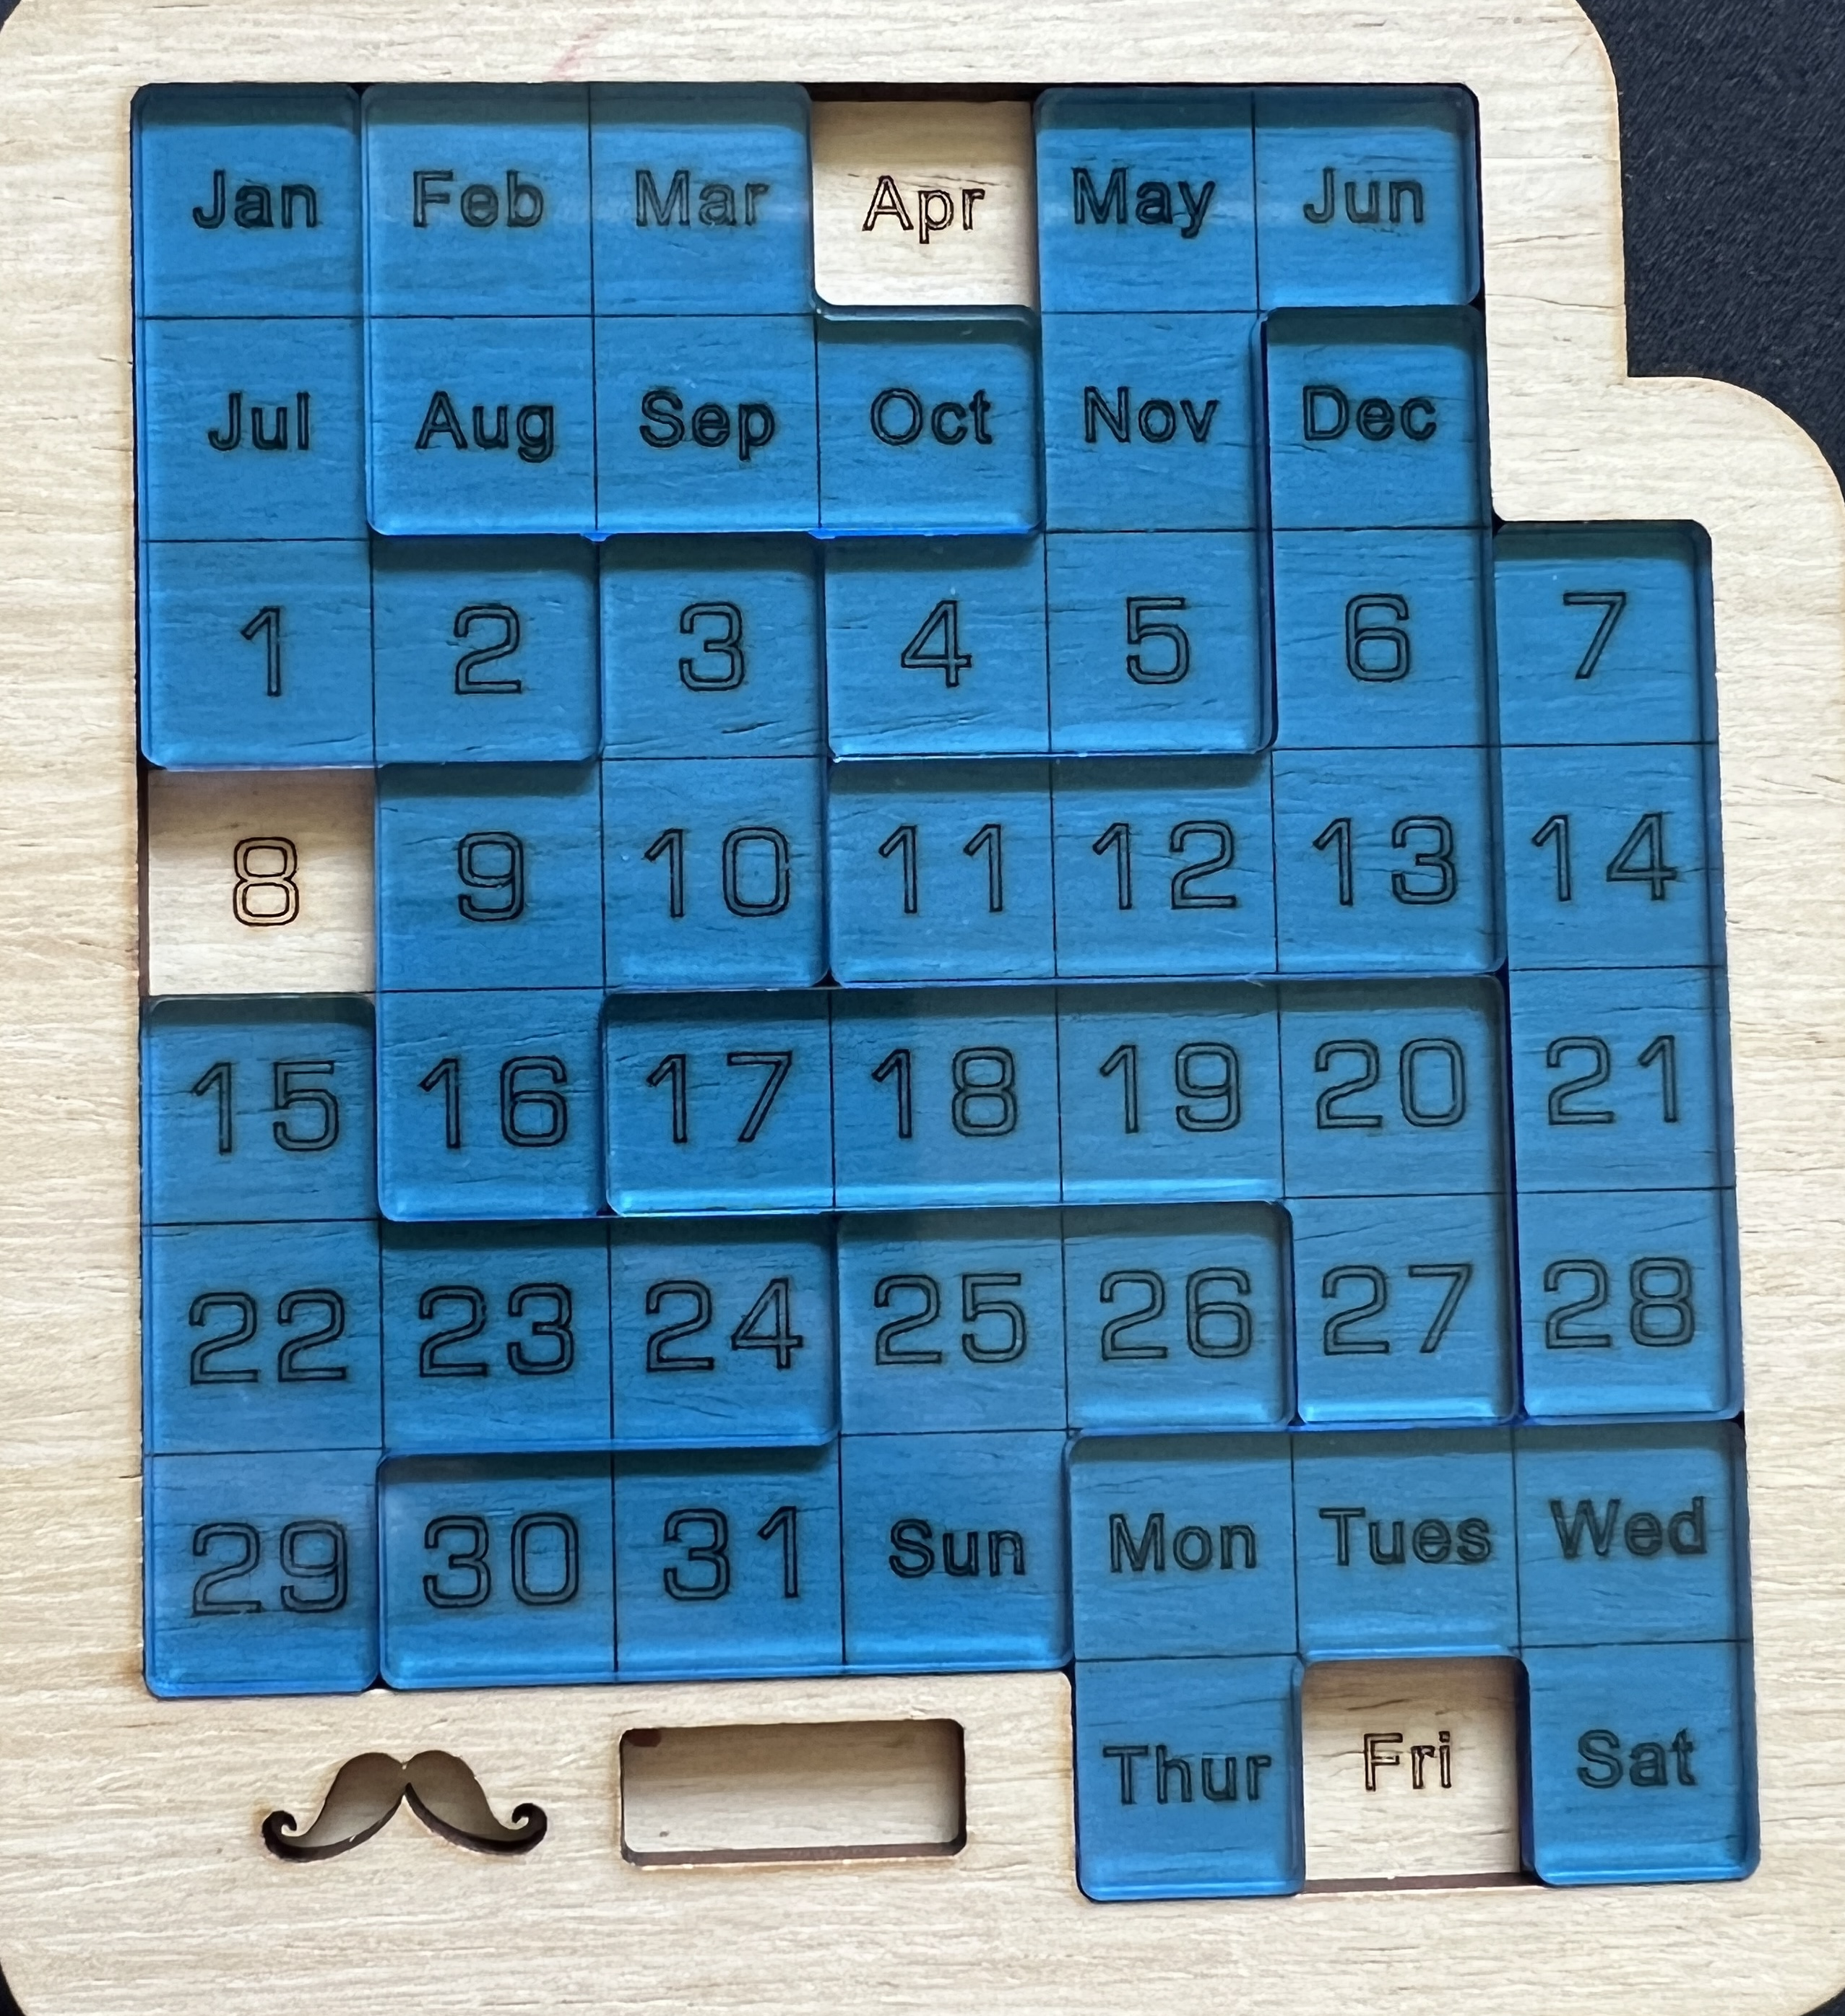 Jan Feb Mar Apr May Jun
Jul Aug Sep Oct Nov Dec
1 2 3 4 5 6 7
8 9 10 11 12 13 14
15 16 17 18 19 20 21
22 23 24 25 26 27 28
29 30 31 Sun Mon Tues Wed
Thur Fri Sat